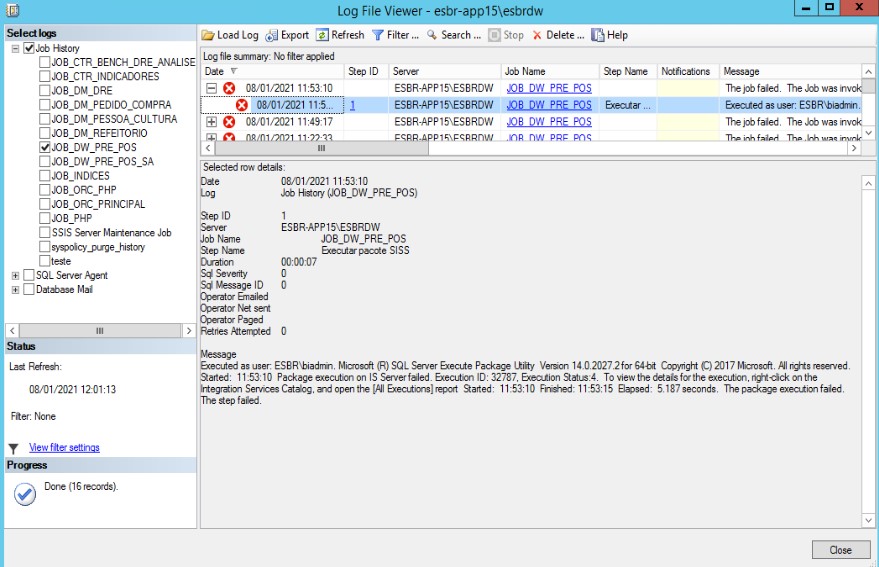 Log File Viewer - esbr-app15\esbrdw
Select logs
Job History
JOB_CTR_BENCH_DRE_ANALISE
JOB_CTR_INDICADORES
JOB_DM_DRE
JOB_DM_PEDIDO_COMPRA
JOB_DM_PESSOA_CULTURA
JOB_DM_REFEITORIO
JOB_DW_PRE_POS
JOB_DW_PRE_POS_SA
JOB_INDICES
JOB_ORC_PHP
JOB_ORC_PRINCIPAL
JOB_PHP
SSIS Server Maintenance Job
syspolicy_purge_history
teste
SQL Server Agent
Database Mail
Status
Last Refresh:
08/01/2021 12:01:13
Filter: None
View filter settings
Progress
Done (16 records).
Load Log Export Refresh Filter ... Search ... Stop Delete ... Help
Log file summary: No filter applied
Date Step ID Server Job Name Step Name Notifications Message
08/01/2021 11:53:10 ESBR-APP15\ESBRDW JOB_DW_PRE_POS The job failed. The Job was invok
08/01/2021 11:5... 1 ESBR-APP15\ESBRDW JOB_DW_PRE_POS Executar ... Executed as user: ESBR\biadmin.
08/01/2021 11:49:17 ESBR-APP15\ESBRDW JOB_DW_PRE_POS The job failed. The Job was invok
08/01/2021 11:22:33 ESBR-APP15\ESBRDW JOB_DW_PRE_POS The job failed. The Job was invok
Selected row details:
Date 08/01/2021 11:53:10
Log Job History (JOB_DW_PRE_POS)
Step ID 1
Server ESBR-APP15\ESBRDW
Job Name JOB_DW_PRE_POS
Step Name Executar pacote SISS
Duration 00:00:07
Sql Severity 0
Sql Message ID 0
Operator Emailed
Operator Net sent
Operator Paged
Retries Attempted 0
Message
Executed as user: ESBR\biadmin. Microsoft (R) SQL Server Execute Package Utility Version 14.0.2027.2 for 64-bit Copyright (C) 2017 Microsoft. All rights reserved.
Started: 11:53:10 Package execution on IS Server failed. Execution ID: 32787, Execution Status:4. To view the details for the execution, right-click on the
Integration Services Catalog, and open the [All Executions] report Started: 11:53:10 Finished: 11:53:15 Elapsed: 5.187 seconds. The package execution failed.
The step failed.
Close